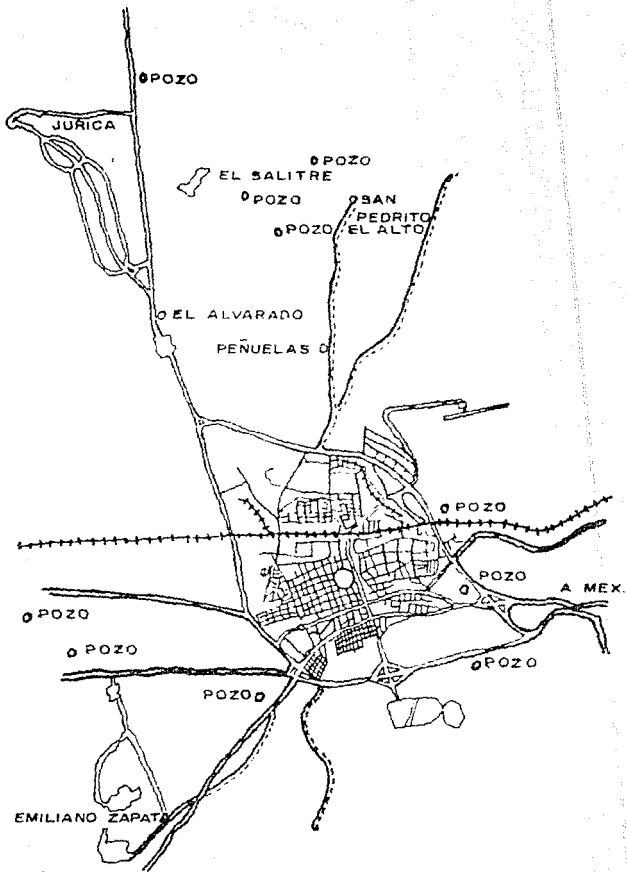 POZO
JURICA
POZO
EL SALITRE
POZO
SAN
PEDRITO
EL ALTO
POZO
EL ALVARADO
PEÑUELAS
POZO
POZO
A MEX.
POZO
POZO
POZO
POZO
EMILIANO ZAPATA